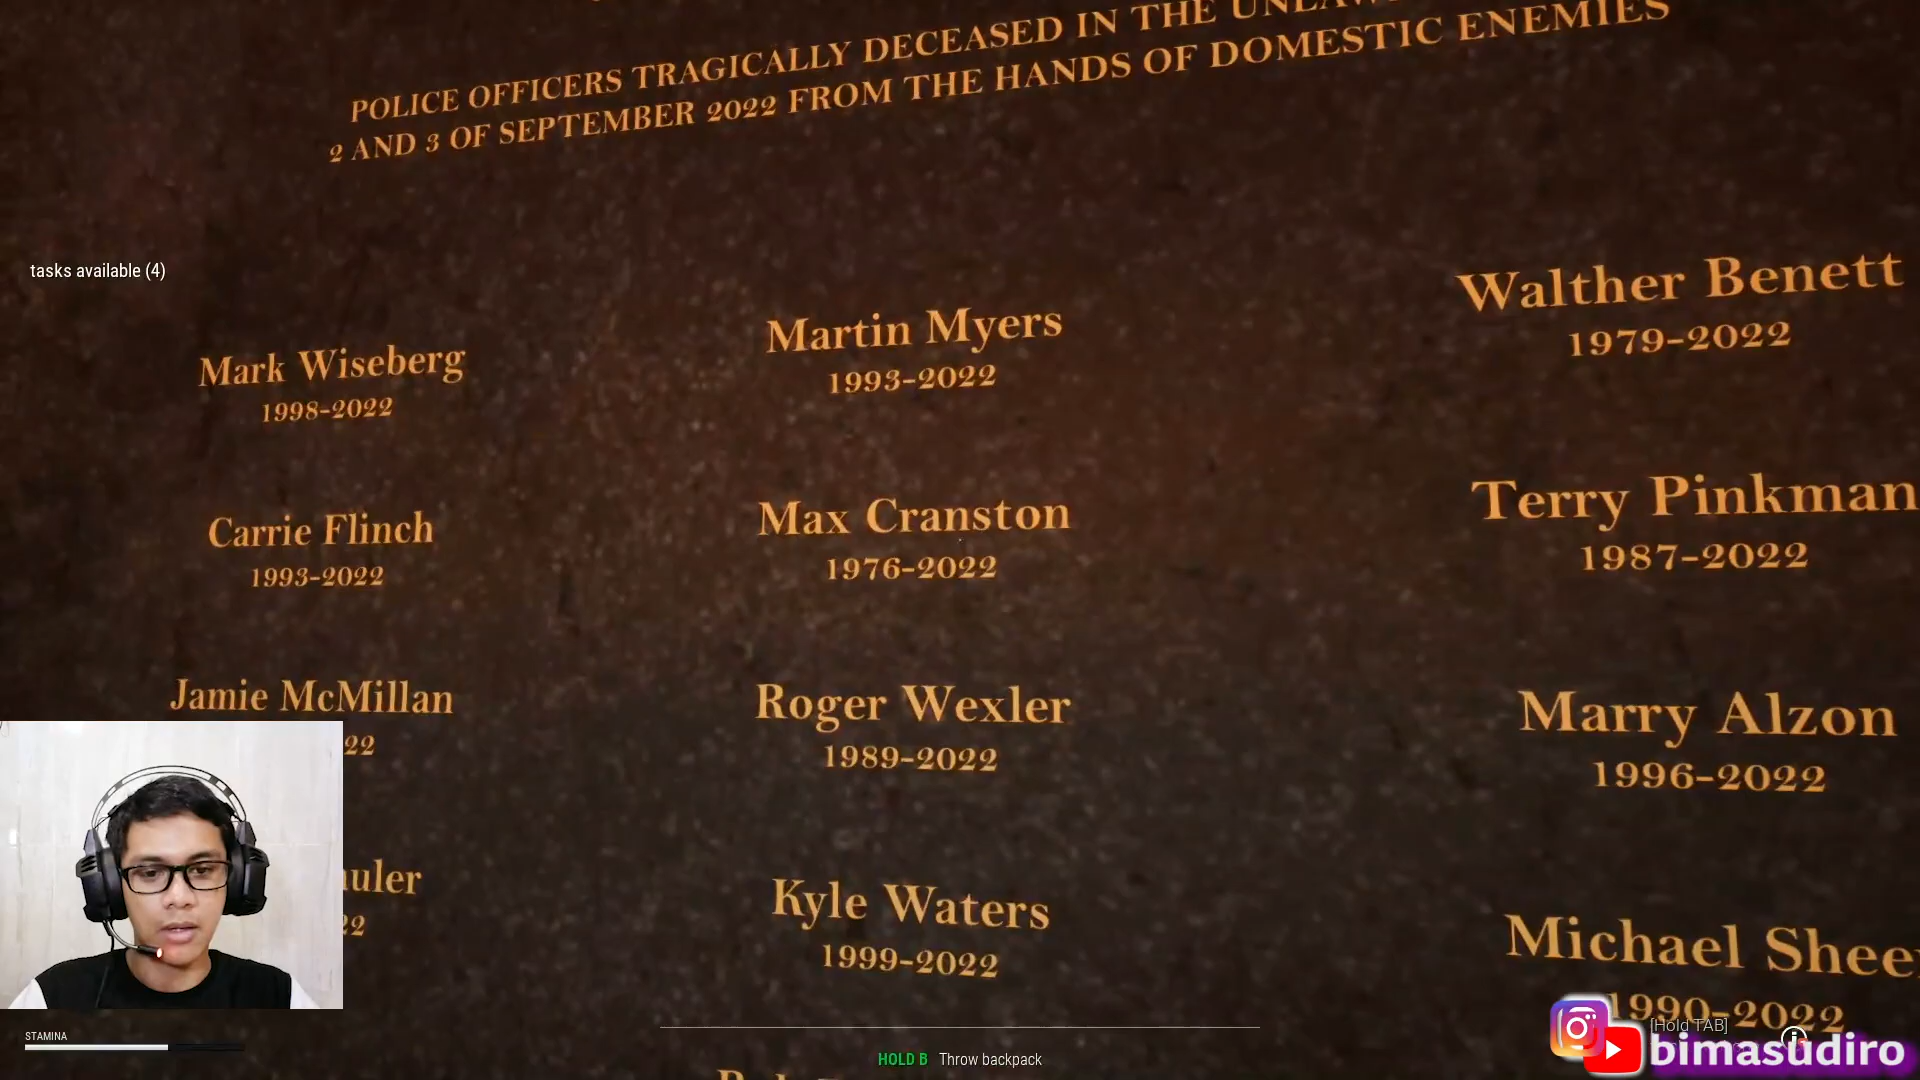 POLICE OFFICERS TRAGICALLY DECEASED IN THE
2 AND 3 OF SEPTEMBER 2022 FROM THE HANDS OF DOMESTIC ENEMIES
tasks available (4)
Mark Wiseberg
1998-2022
Martin Myers
1993-2022
Walther Benett
1979-2022
Carrie Flinch
1993-2022
Max Cranston
1976-2022
Terry Pinkman
1987-2022
Jamie McMillan
22
Roger Wexler
1989-2022
Marry Alzon
1996-2022
Kyle Waters
1999-2022
Michael
1990-2022
STAMINA
HOLD B Throw backpack
[Hold TAB]
bimasudiro